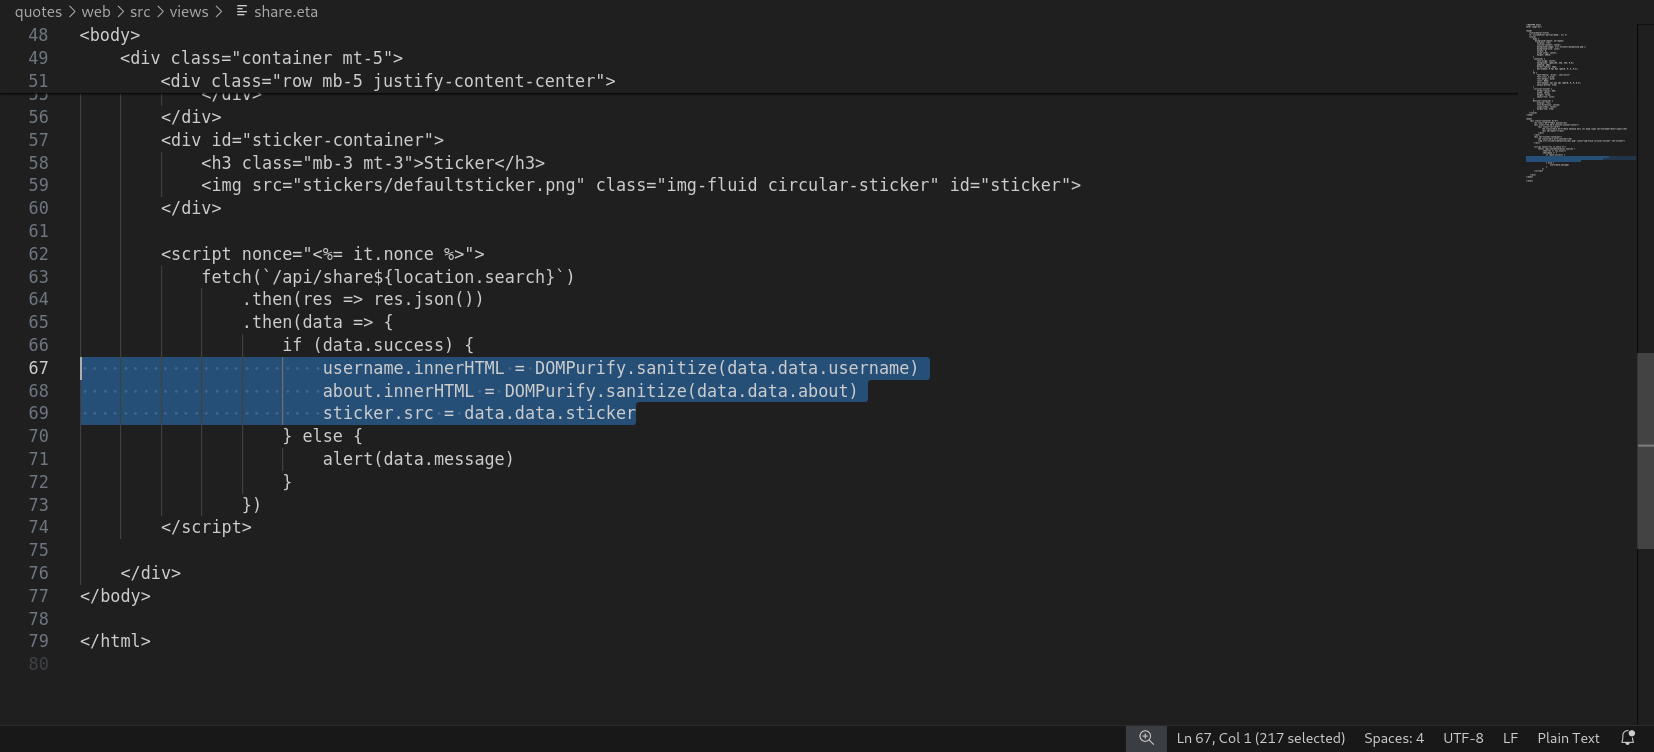 quotes > web > src > views > share.eta
48 <body>
49 <div class="container mt-5">
51 <div class="row mb-5 justify-content-center">
55 </div>
56 </div>
57 <div id="sticker-container">
58 <h3 class="mb-3 mt-3">Sticker</h3>
59 <img src="stickers/defaultsticker.png" class="img-fluid circular-sticker" id="sticker">
60 </div>
61
62 <script nonce="<%= it.nonce %>">
63 fetch(`/api/share${location.search}`)
64 .then(res => res.json())
65 .then(data => {
66 if (data.success) {
67 username.innerHTML = DOMPurify.sanitize(data.data.username)
68 about.innerHTML = DOMPurify.sanitize(data.data.about)
69 sticker.src = data.data.sticker
70 } else {
71 alert(data.message)
72 }
73 })
74 </script>
75
76 </div>
77 </body>
78
79 </html>
80
Ln 67, Col 1 (217 selected) Spaces: 4 UTF-8 LF Plain Text